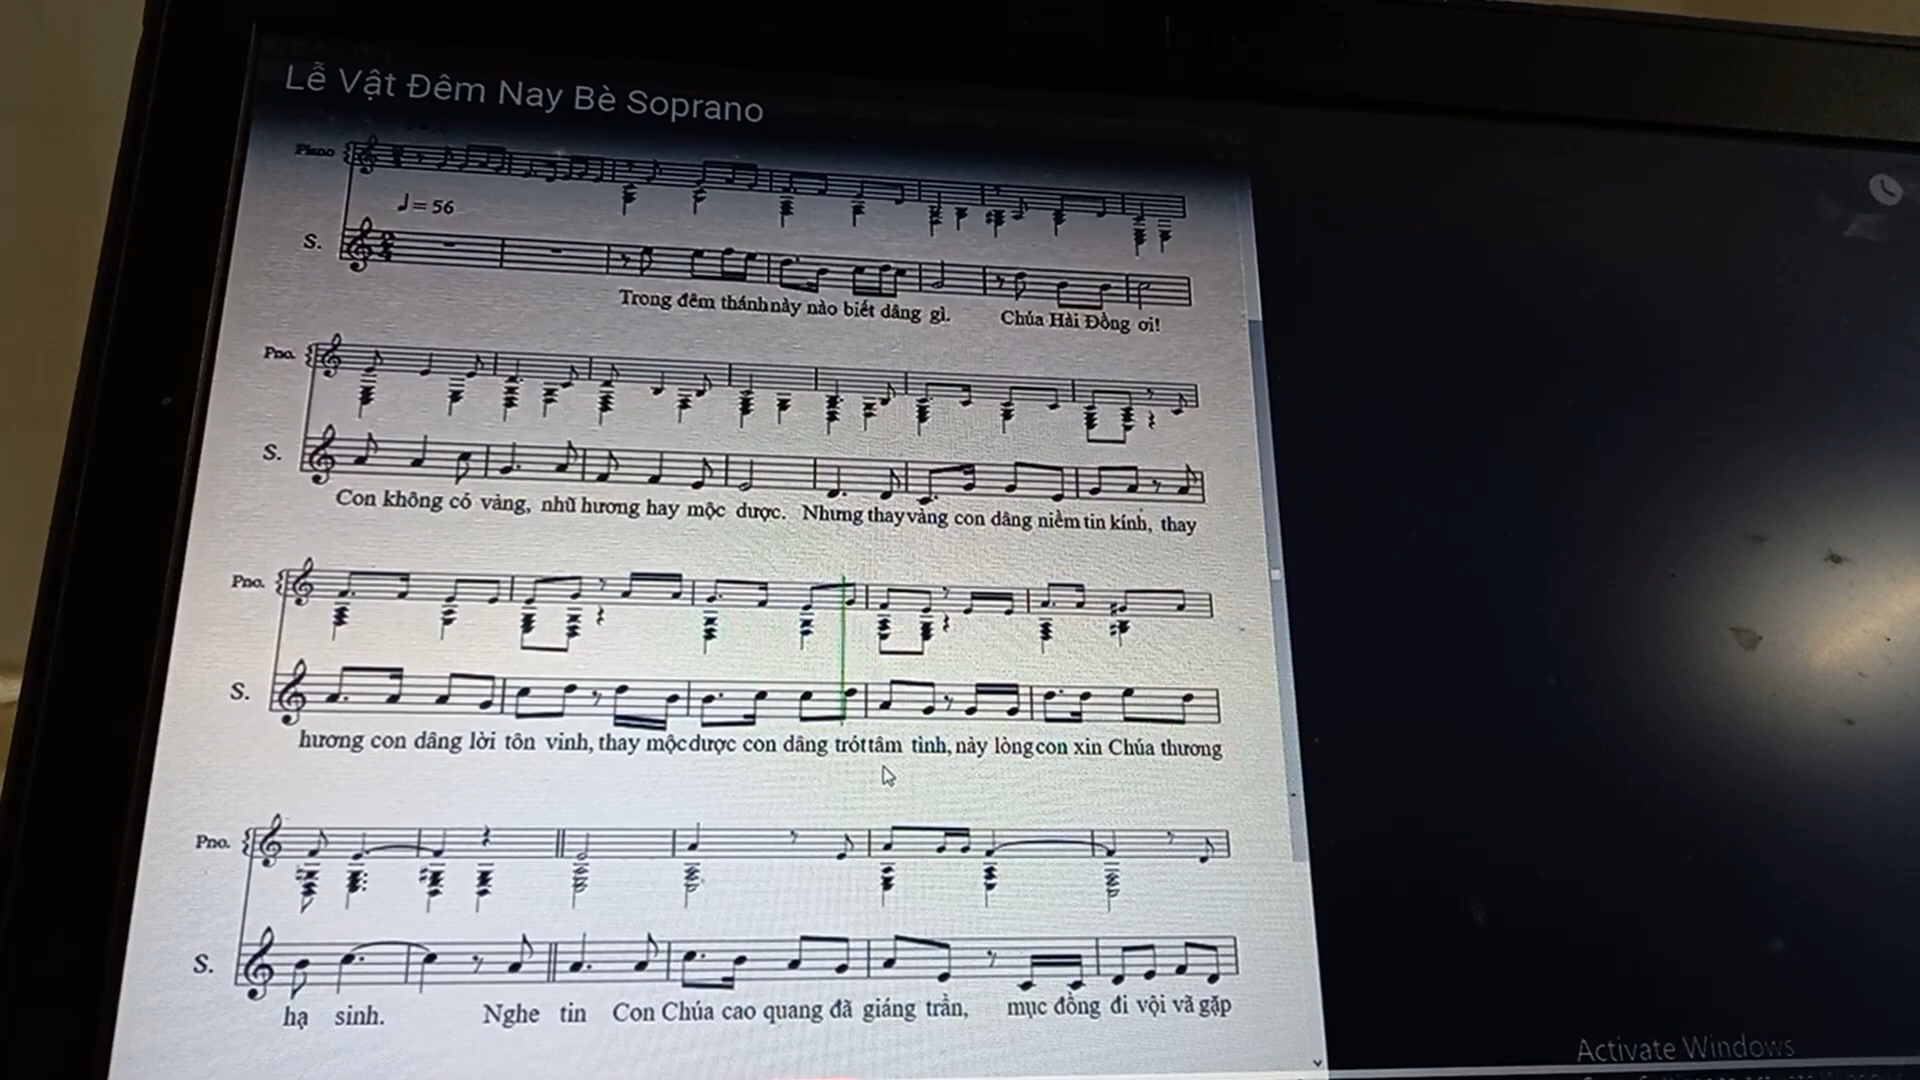 Lễ Vật Đêm Nay Bè Soprano
Piano
♩= 56
S.
Trong đêm thánh này nào biết dâng gì. Chúa Hài Đồng ơi!
Pno.
S.
Con không có vàng, nhũ hương hay mộc dược. Nhưng thay vàng con dâng niềm tin kính, thay
Pno.
S.
hương con dâng lời tôn vinh, thay mộc dược con dâng trót tâm tình, này lòng con xin Chúa thương
Pno.
S.
hạ sinh. Nghe tin Con Chúa cao quang đã giáng trần, mục đồng đi vội vã gặp
Activate Windows